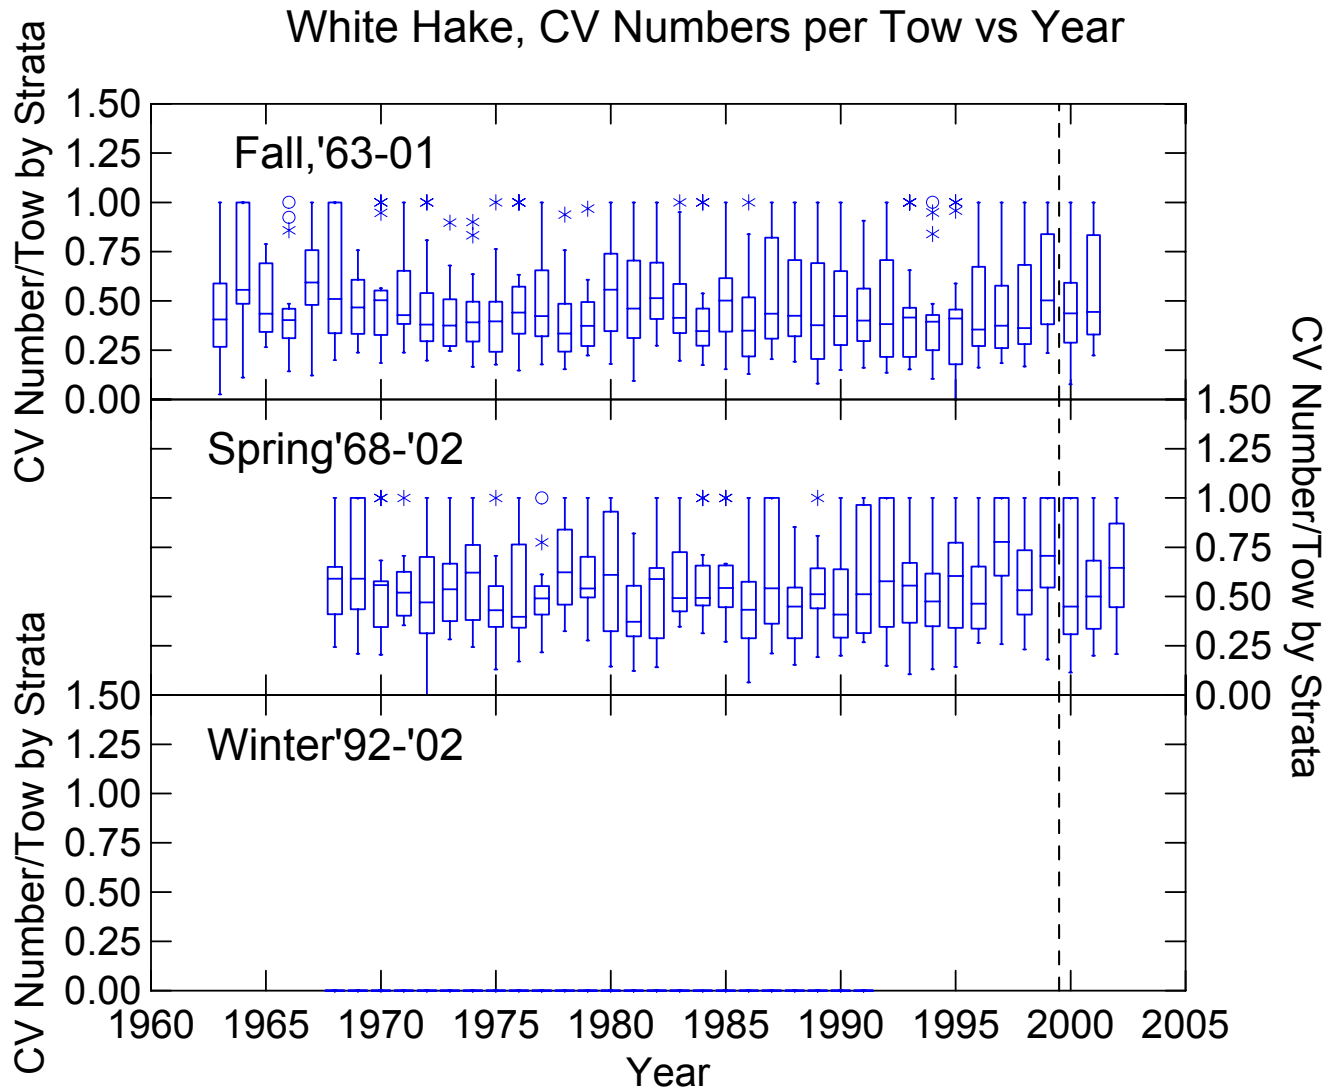 White Hake, CV Numbers per Tow vs Year
CV Number/Tow by Strata
1.50
1.25
1.00
0.75
0.50
0.25
0.00
Fall,'63-01
CV Number/Tow by Strata
1.50
1.25
1.00
0.75
0.50
0.25
0.00
Spring'68-'02
CV Number/Tow by Strata
1.50
1.25
1.00
0.75
0.50
0.25
0.00
Winter'92-'02
1960 1965 1970 1975 1980 1985 1990 1995 2000 2005
Year